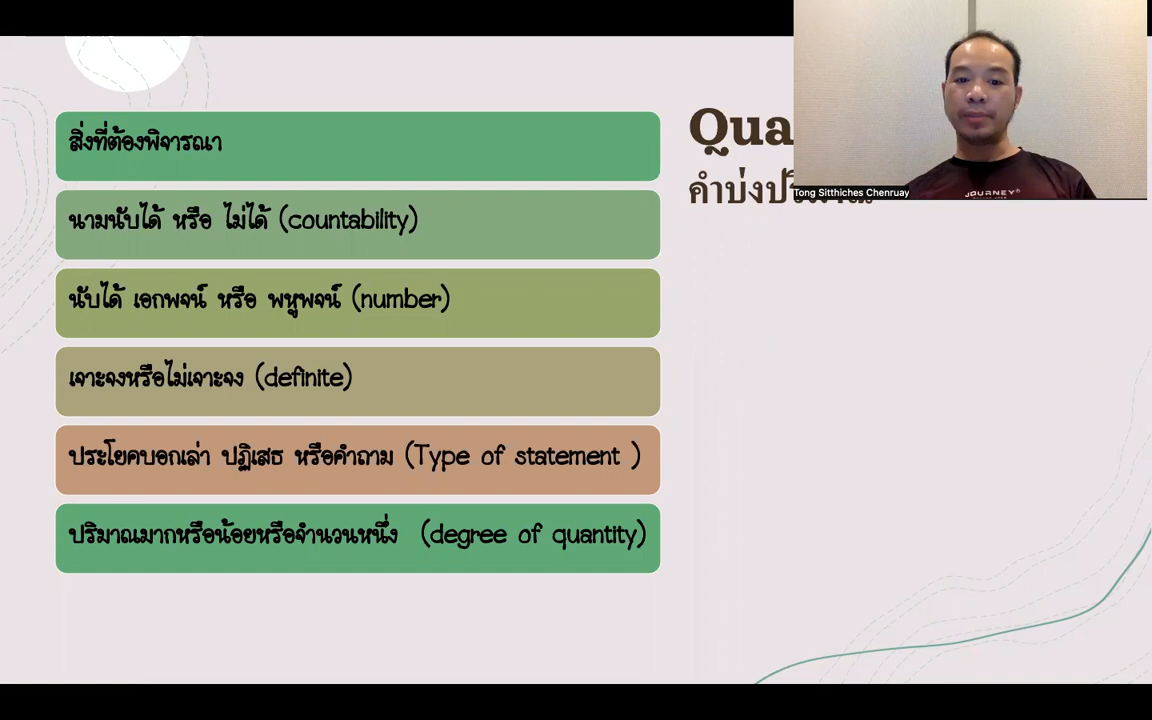 สิ่งที่ต้องพิจารณา
นามนับได้ หรือ ไม่ได้ (countability)
นับได้ เอกพจน์ หรือ พหูพจน์ (number)
เจาะจงหรือไม่เจาะจง (definite)
ประโยคบอกเล่า ปฏิเสธ หรือคำถาม (Type of statement )
ปริมาณมากหรือน้อยหรือจำนวนหนึ่ง (degree of quantity)
Qua
คำบ่งปริมาณ
Tong Sitthiches Chenruay
JOURNEY